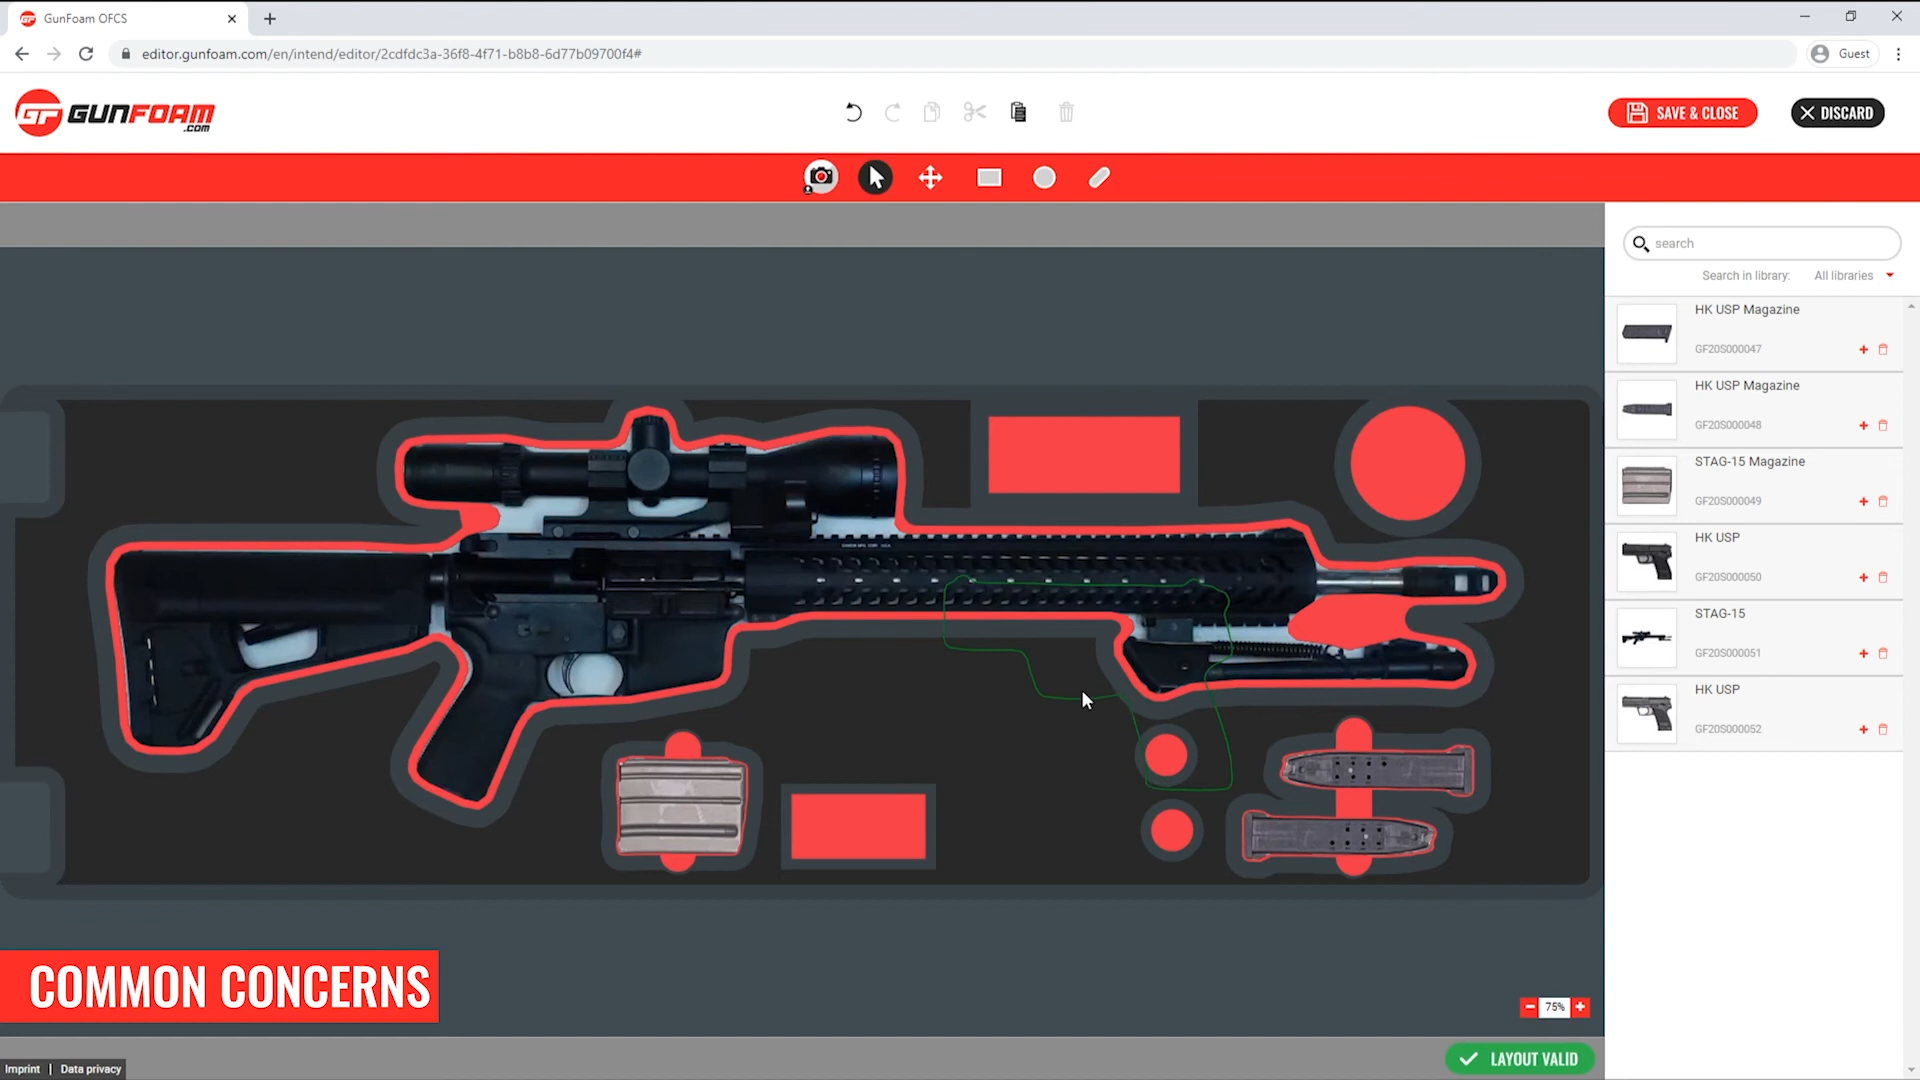 GunFoam OFCS
editor.gunfoam.com/en/intend/editor/2cdfdc3a-36f8-4f71-b8b8-6d77b09700f4#
Guest
GF GUNFOAM
.COM
SAVE & CLOSE
DISCARD
search
Search in library: All libraries
HK USP Magazine
GF20S000047
HK USP Magazine
GF20S000048
STAG-15 Magazine
GF20S000049
HK USP
GF20S000050
STAG-15
GF20S000051
HK USP
GF20S000052
COMMON CONCERNS
75%
LAYOUT VALID
Imprint | Data privacy